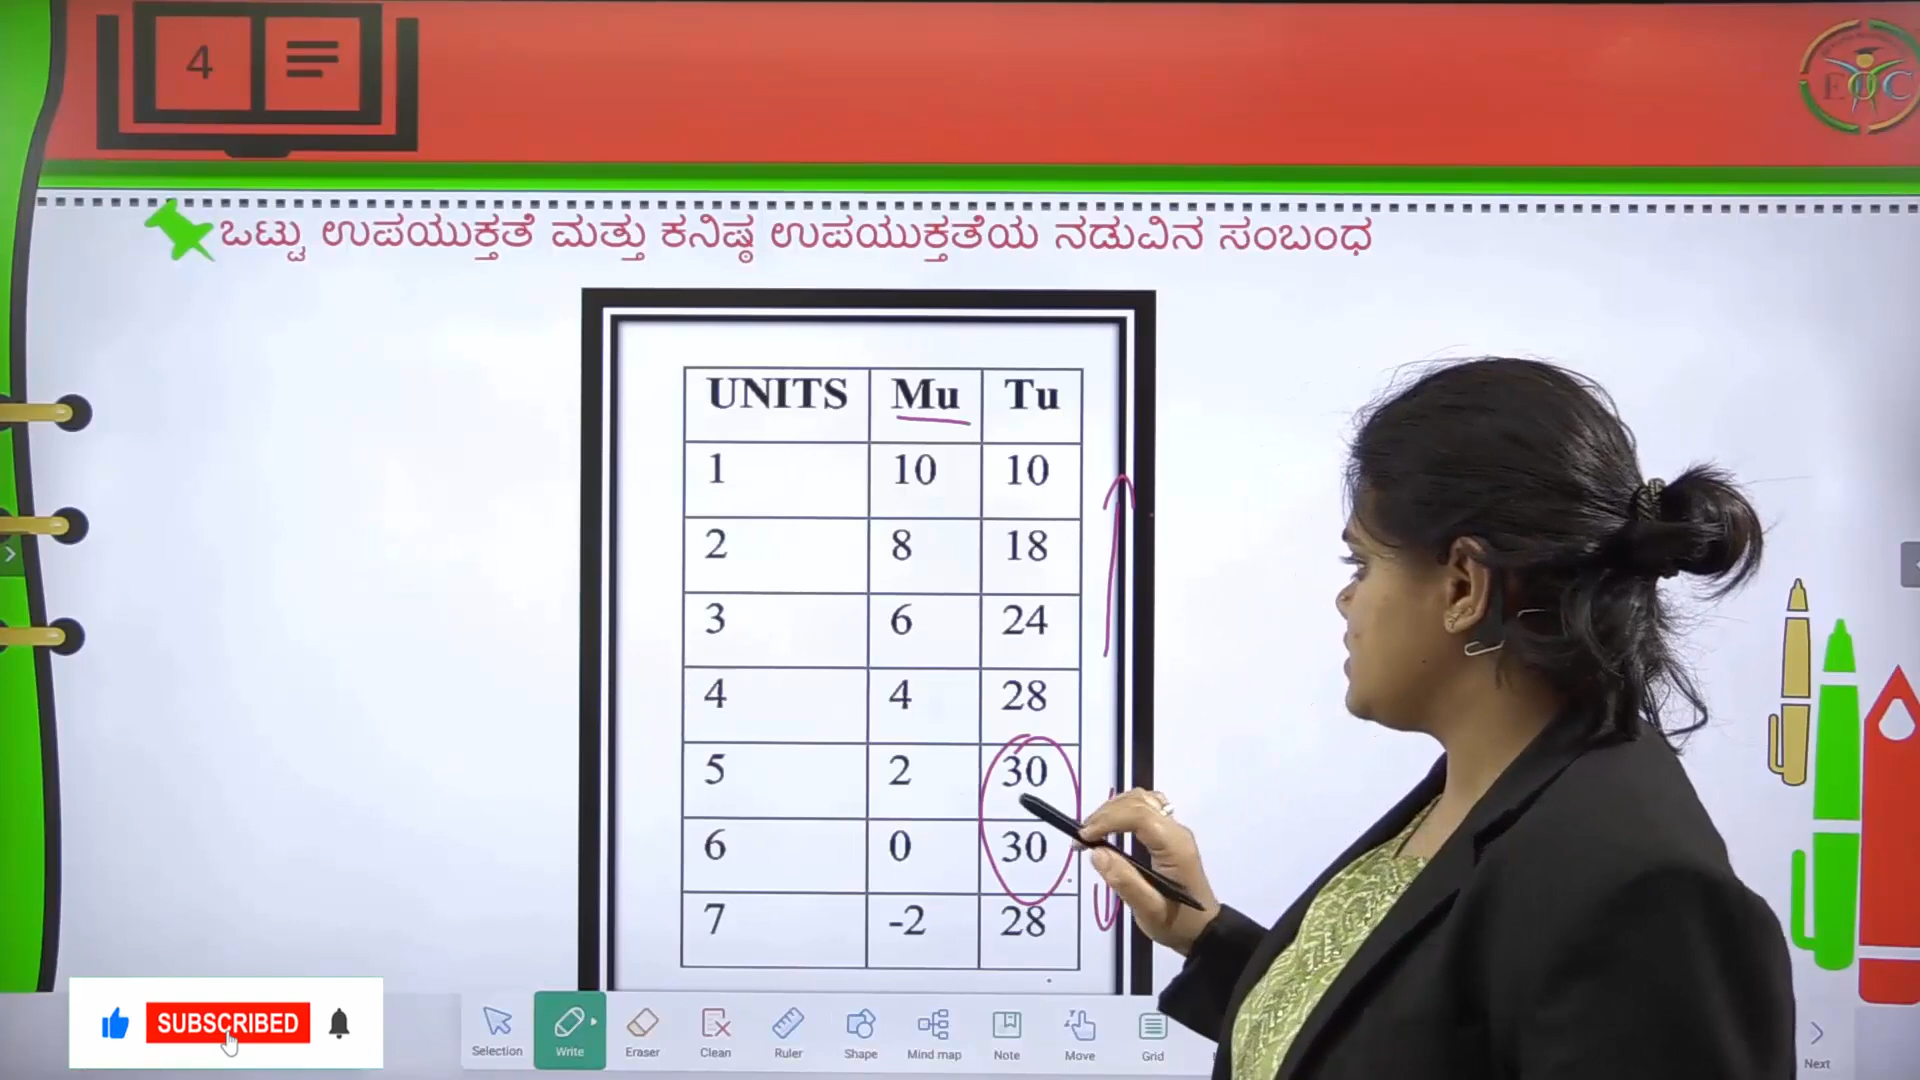 4
EUC
ಒಟ್ಟು ಉಪಯುಕ್ತತೆ ಮತ್ತು ಕನಿಷ್ಠ ಉಪಯುಕ್ತತೆಯ ನಡುವಿನ ಸಂಬಂಧ
UNITS Mu Tu
1 10 10
2 8 18
3 6 24
4 4 28
5 2 30
6 0 30
7 -2 28
SUBSCRIBED
Selection Write Eraser Clean Ruler Shape Mind map Note Move Grid Next